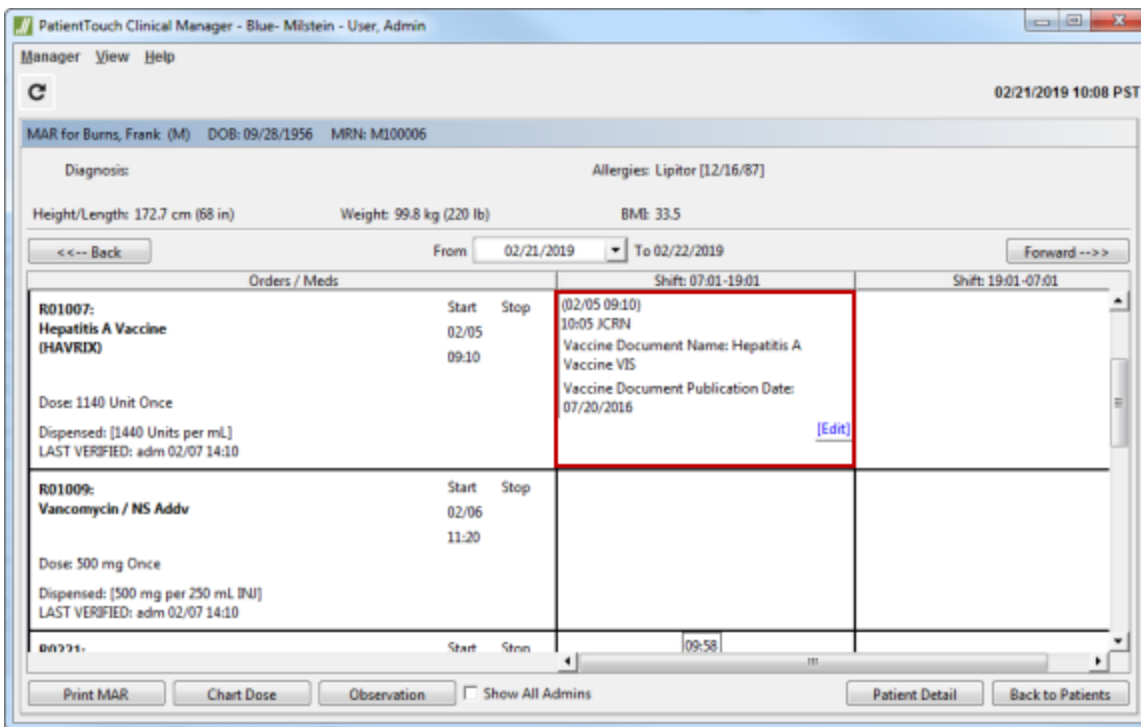 PatientTouch Clinical Manager - Blue- Milstein - User, Admin
Manager View Help
02/21/2019 10:08 PST
MAR for Burns, Frank (M) DOB: 09/28/1956 MRN: M100006
Diagnosis: Allergies: Lipitor [12/16/87]
Height/Length: 172.7 cm (68 in) Weight: 99.8 kg (220 lb) BMI: 33.5
<<-- Back From 02/21/2019 To 02/22/2019 Forward -->>
Orders / Meds Shift: 07:01-19:01 Shift: 19:01-07:01
R01007: Start Stop
Hepatitis A Vaccine 02/05
(HAVRIX) 09:10
Dose: 1140 Unit Once
Dispensed: [1440 Units per mL]
LAST VERIFIED: adm 02/07 14:10
(02/05 09:10)
10:05 JCRN
Vaccine Document Name: Hepatitis A
Vaccine VIS
Vaccine Document Publication Date:
07/20/2016
[Edit]
R01009: Start Stop
Vancomycin / NS Addv 02/06
11:20
Dose: 500 mg Once
Dispensed: [500 mg per 250 mL INJ]
LAST VERIFIED: adm 02/07 14:10
R0221: Start Stop 09:58
Print MAR Chart Dose Observation Show All Admins Patient Detail Back to Patients